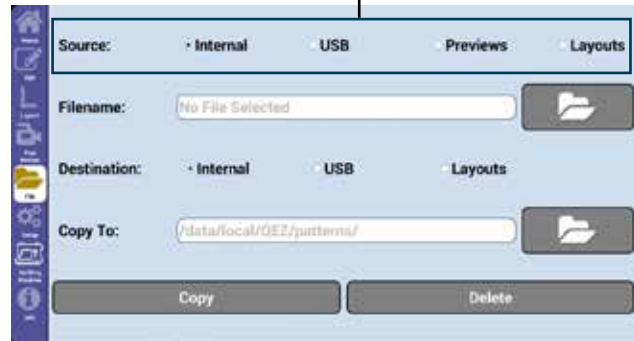 Source: Internal USB Previews Layouts
Filename: No File Selected
Destination: Internal USB Layouts
Copy To: /data/local/QEZ/patterns/
Copy Delete